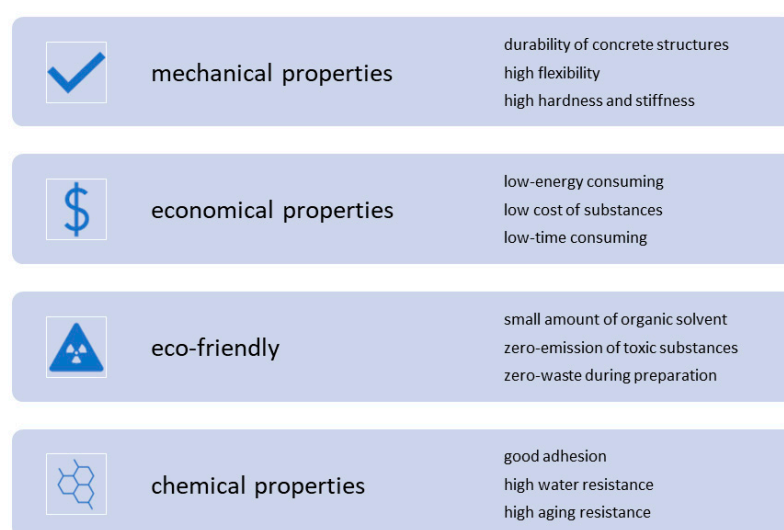 mechanical properties
durability of concrete structures
high flexibility
high hardness and stiffness
$
economical properties
low-energy consuming
low cost of substances
low-time consuming
eco-friendly
small amount of organic solvent
zero-emission of toxic substances
zero-waste during preparation
chemical properties
good adhesion
high water resistance
high aging resistance